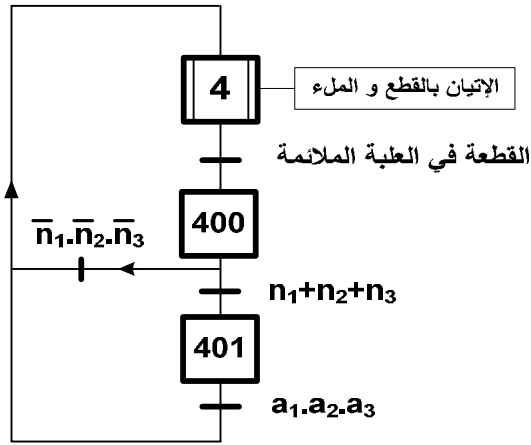 4
الإتيان بالقطع و الملء
القطعة في العلبة الملائمة
400
n̅₁.n̅₂.n̅₃
n₁+n₂+n₃
401
a₁.a₂.a₃